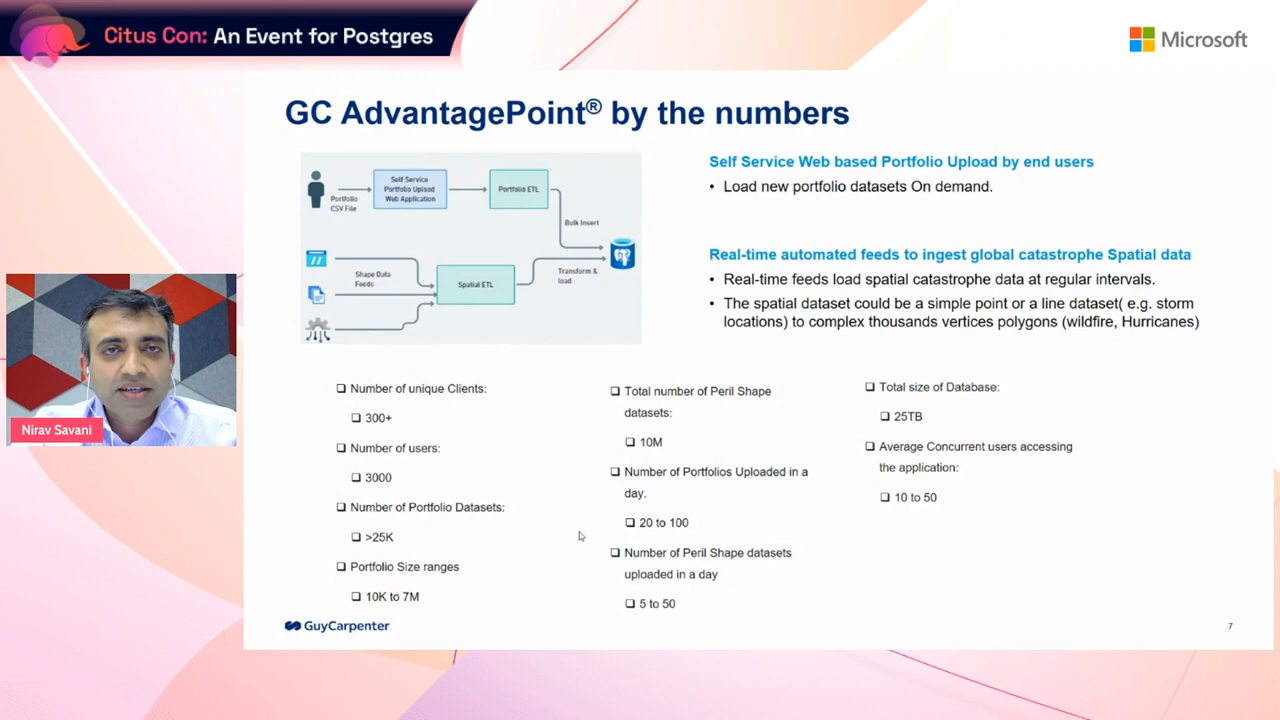 Citus Con: An Event for Postgres
Microsoft
GC AdvantagePoint® by the numbers
Self Service
Portfolio Upload
Web Application
Portfolio ETL
Portfolio
CSV File
Bulk Insert
Shape Data
Feeds
Spatial ETL
Transform &
load
Self Service Web based Portfolio Upload by end users
• Load new portfolio datasets On demand.
Real-time automated feeds to ingest global catastrophe Spatial data
• Real-time feeds load spatial catastrophe data at regular intervals.
• The spatial dataset could be a simple point or a line dataset( e.g. storm
locations) to complex thousands vertices polygons (wildfire, Hurricanes)
Nirav Savani
❑ Number of unique Clients:
❑ 300+
❑ Number of users:
❑ 3000
❑ Number of Portfolio Datasets:
❑ >25K
❑ Portfolio Size ranges
❑ 10K to 7M
❑ Total number of Peril Shape
datasets:
❑ 10M
❑ Number of Portfolios Uploaded in a
day.
❑ 20 to 100
❑ Number of Peril Shape datasets
uploaded in a day
❑ 5 to 50
❑ Total size of Database:
❑ 25TB
❑ Average Concurrent users accessing
the application:
❑ 10 to 50
GuyCarpenter
7